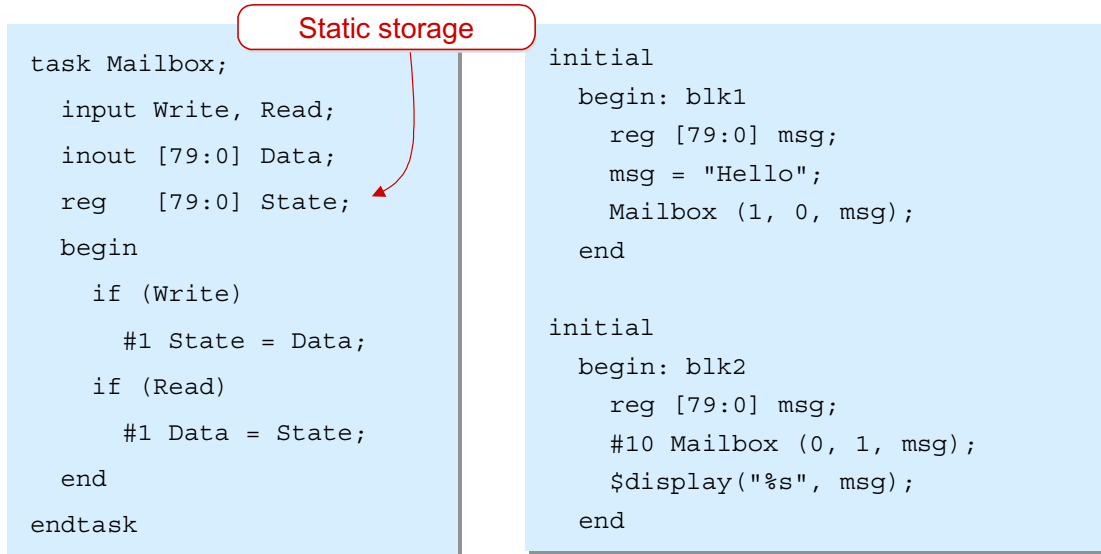 Static storage
task Mailbox;
input Write, Read;
inout [79:0] Data;
reg [79:0] State;
begin
if (Write)
#1 State = Data;
if (Read)
#1 Data = State;
end
endtask
initial
begin: blk1
reg [79:0] msg;
msg = "Hello";
Mailbox (1, 0, msg);
end
initial
begin: blk2
reg [79:0] msg;
#10 Mailbox (0, 1, msg);
$display("%s", msg);
end